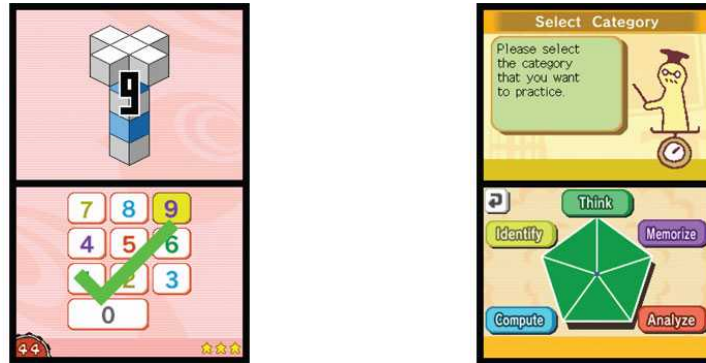 9
7 8 9
4 5 6
2 3
0
44
Select Category
Please select
the category
that you want
to practice.
Think
Identify
Memorize
Compute
Analyze